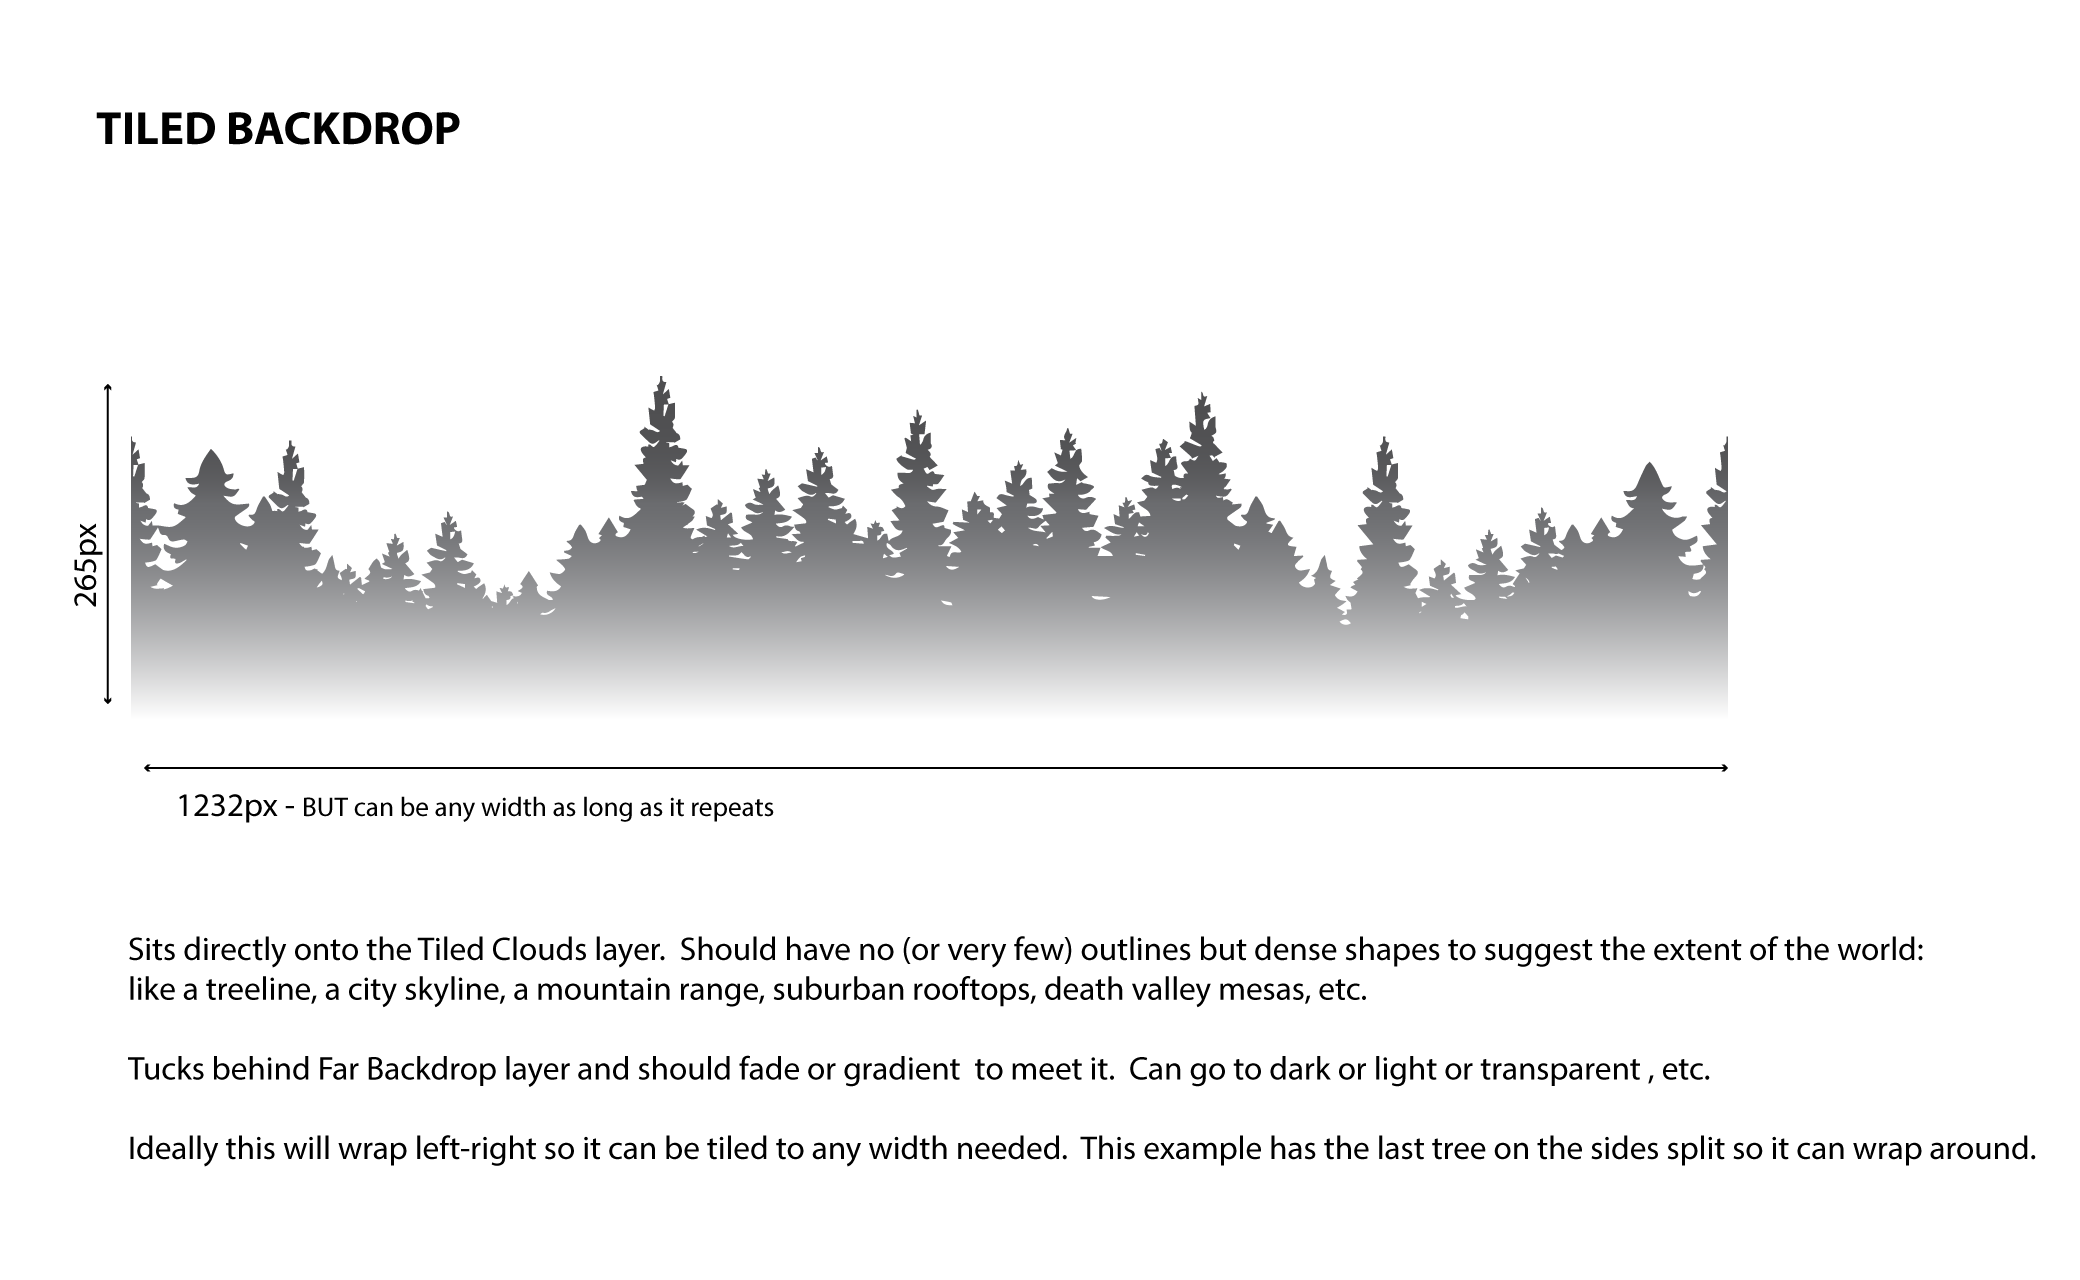 TILED BACKDROP
265px
1232px - BUT can be any width as long as it repeats
Sits directly onto the Tiled Clouds layer.  Should have no (or very few) outlines but dense shapes to suggest the extent of the world:
like a treeline, a city skyline, a mountain range, suburban rooftops, death valley mesas, etc.
Tucks behind Far Backdrop layer and should fade or gradient  to meet it.  Can go to dark or light or transparent , etc.
Ideally this will wrap left-right so it can be tiled to any width needed.  This example has the last tree on the sides split so it can wrap around.